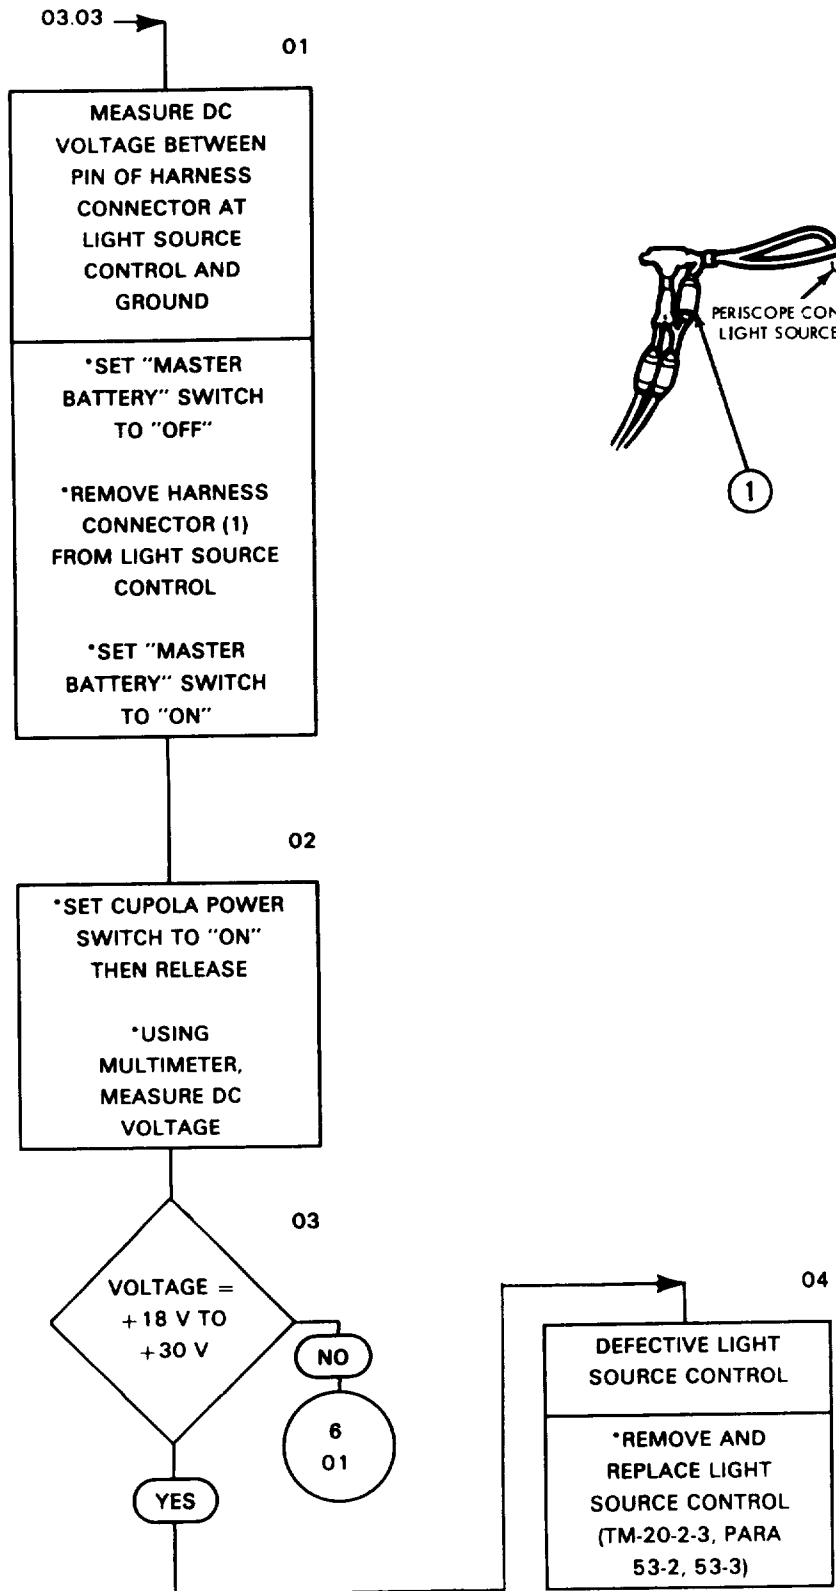 03.03
01
MEASURE DC
VOLTAGE BETWEEN
PIN OF HARNESS
CONNECTOR AT
LIGHT SOURCE
CONTROL AND
GROUND
*SET "MASTER
BATTERY" SWITCH
TO "OFF"
*REMOVE HARNESS
CONNECTOR (1)
FROM LIGHT SOURCE
CONTROL
*SET "MASTER
BATTERY" SWITCH
TO "ON"
PERISCOPE CON
LIGHT SOURCE
1
02
*SET CUPOLA POWER
SWITCH TO "ON"
THEN RELEASE
*USING
MULTIMETER,
MEASURE DC
VOLTAGE
03
VOLTAGE =
+18 V TO
+30 V
NO
6
01
YES
04
DEFECTIVE LIGHT
SOURCE CONTROL
*REMOVE AND
REPLACE LIGHT
SOURCE CONTROL
(TM-20-2-3, PARA
53-2, 53-3)